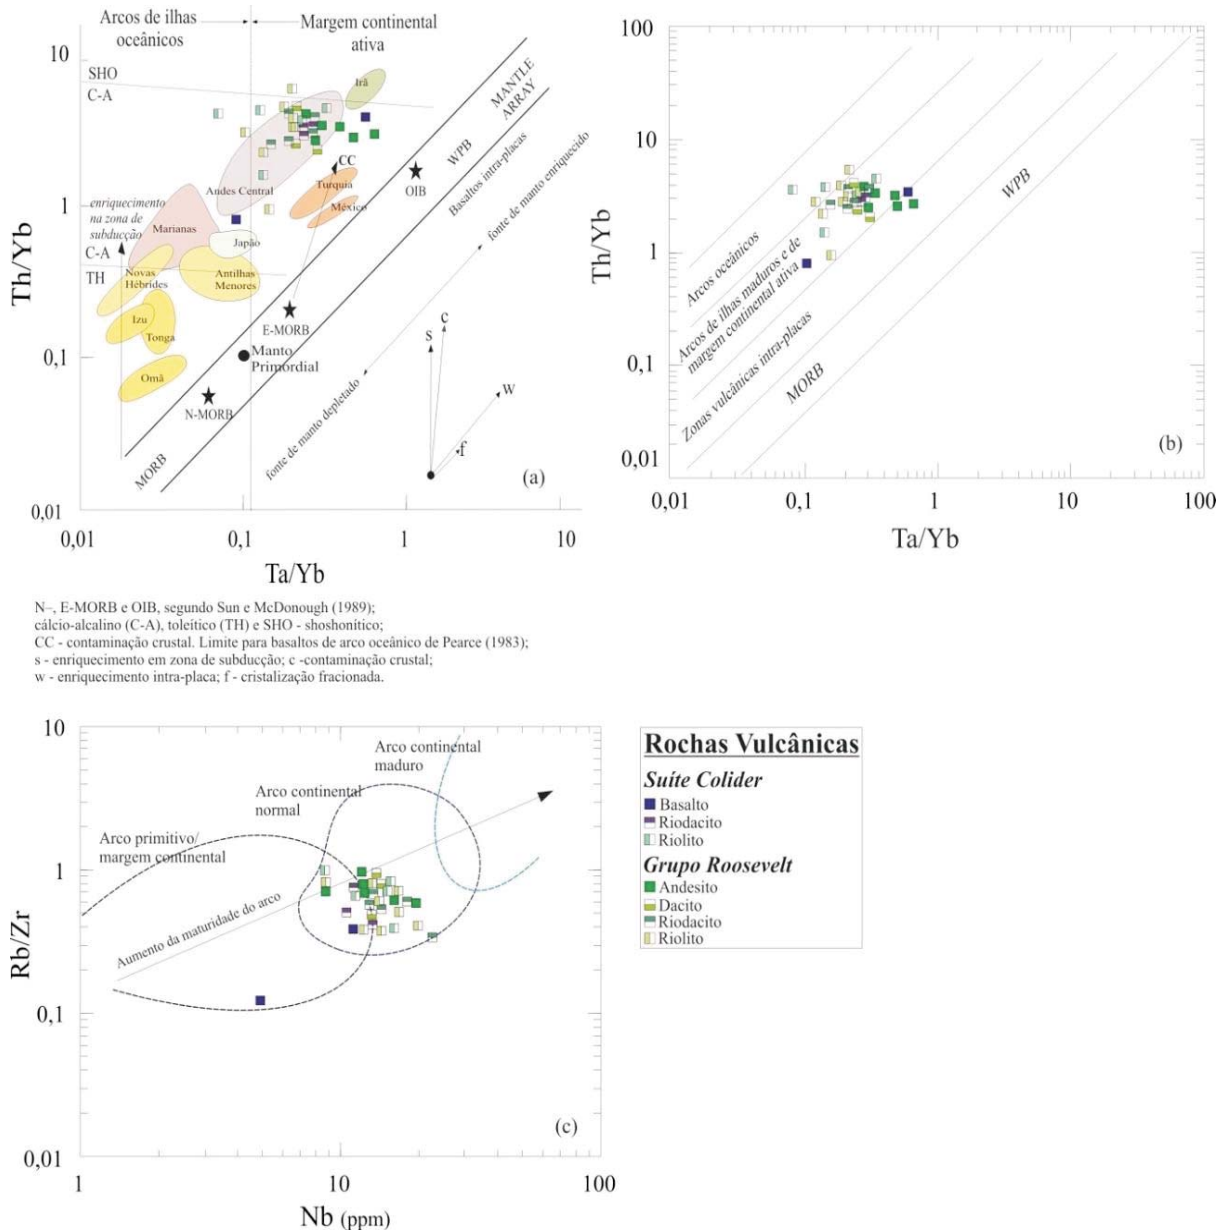 Arcos de ilhas
oceânicos
Margem continental
ativa
10
1
0,1
0,01
Th/Yb
SHO
C-A
C-A
TH
enriquecimento
na zona de
subducção
Irã
Andes Central
Marianas
Japão
Novas
Hébrides
Antilhas
Menores
Izu
Tonga
Omã
CC
Turquia
México
OIB
E-MORB
Manto
Primordial
N-MORB
MORB
MANTLE
ARRAY
WPB
Basaltos intra-placas
fonte de manto enriquecido
fonte de manto depletado
s
c
w
f
(a)
0,01
0,1
1
10
Ta/Yb
100
10
1
0,1
0,01
Th/Yb
Arcos oceânicos
Arcos de ilhas maduros e de
margem continental ativa
Zonas vulcânicas intra-placas
MORB
WPB
(b)
0,01
0,1
1
10
100
Ta/Yb
N–, E-MORB e OIB, segundo Sun e McDonough (1989);
cálcio-alcalino (C-A), toleítico (TH) e SHO - shoshonítico;
CC - contaminação crustal. Limite para basaltos de arco oceânico de Pearce (1983);
s - enriquecimento em zona de subducção; c -contaminação crustal;
w - enriquecimento intra-placa; f - cristalização fracionada.
10
1
0,1
0,01
Rb/Zr
Arco continental
maduro
Arco continental
normal
Arco primitivo/
margem continental
Aumento da maturidade do arco
(c)
1
10
100
Nb (ppm)
Rochas Vulcânicas
Suíte Colider
Basalto
Riodacito
Riolito
Grupo Roosevelt
Andesito
Dacito
Riodacito
Riolito